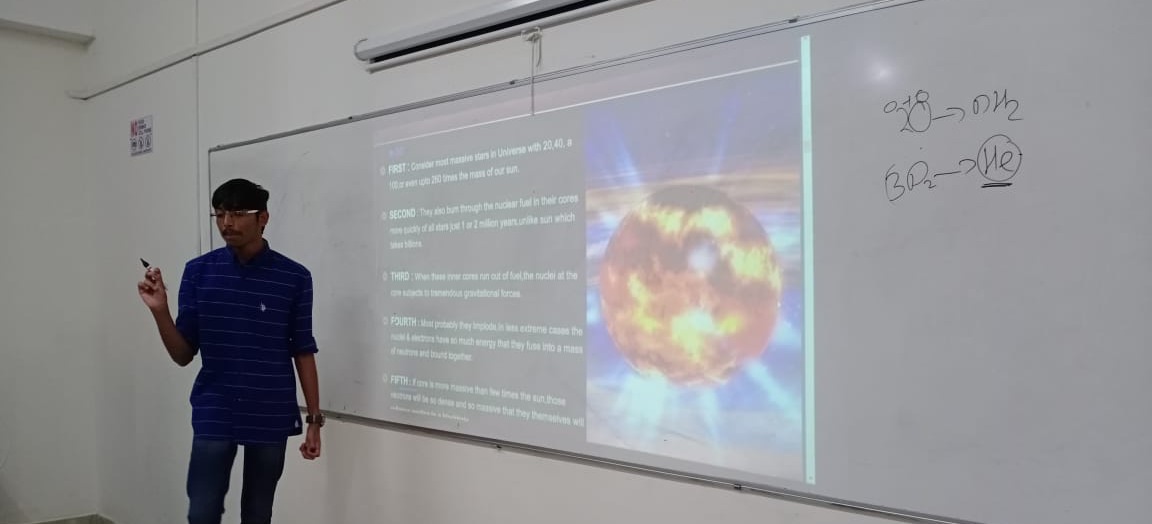 FIRST : Consider most massive stars in Universe with 20,40, a
100,or even upto 260 times the mass of our sun.
SECOND : They also burn through the nuclear fuel in their cores
more quickly of all stars just 1 or 2 million years,unlike sun which
takes billions.
THIRD : When these inner cores run out of fuel,the nuclei at the
core subjects to tremendous gravitational forces.
FOURTH : Most probably they implode.In less extreme cases the
nuclei & electrons have so much energy that they fuse into a mass
of neutrons and bound together.
FIFTH : If core is more massive than few times the sun,those
neutrons will be so dense and so massive that they themselves will
→
→ He